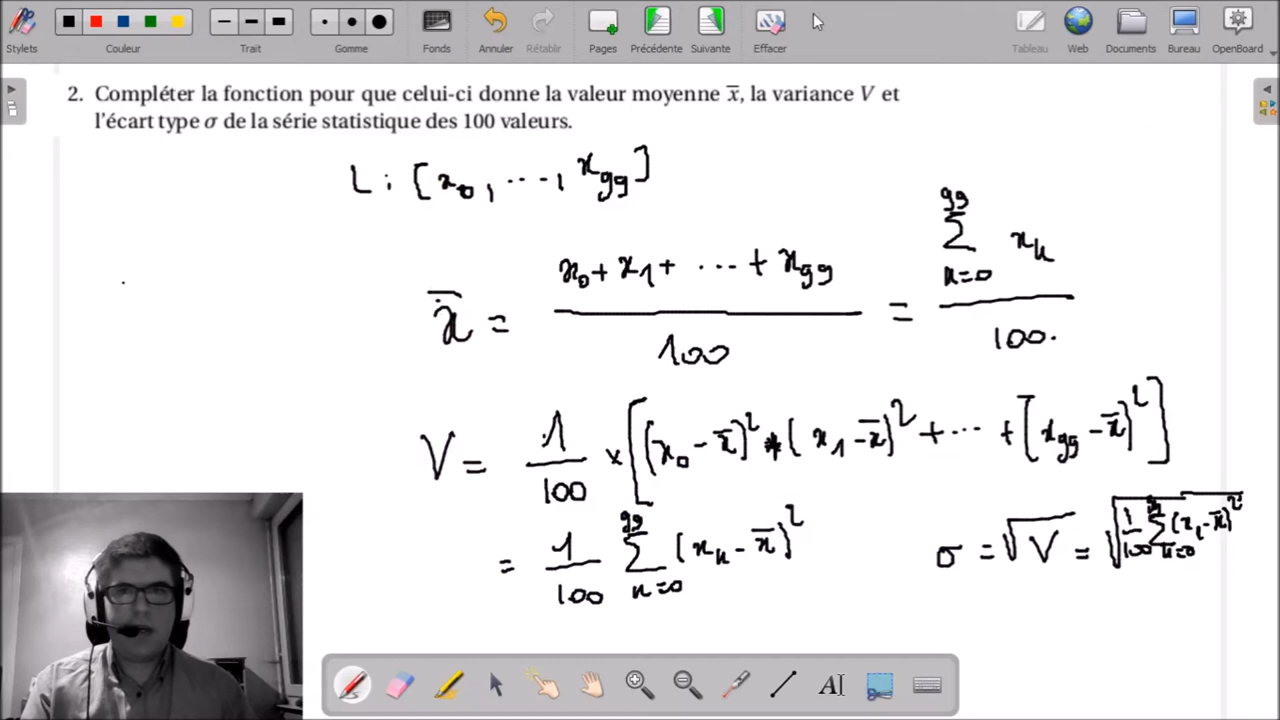 Stylets Couleur Trait Gomme Fonds Annuler Rétablir Pages Précédente Suivante Effacer Tableau Web Documents Bureau OpenBoard
2. Compléter la fonction pour que celui-ci donne la valeur moyenne x̄, la variance V et
l'écart type σ de la série statistique des 100 valeurs.
L : [x₀, ..., x₉₉]
x̄ = (x₀ + x₁ + ... + x₉₉) / 100 = (∑_{k=0}^{99} x_k) / 100.
V = 1/100 × [(x₀ - x̄)² + (x₁ - x̄)² + ... + [x₉₉ - x̄)²]
= 1/100 ∑_{k=0}^{99} (x_k - x̄)²
σ = √V = √(1/100 ∑_{k=0}^{99} (x_k - x̄)²)
AI